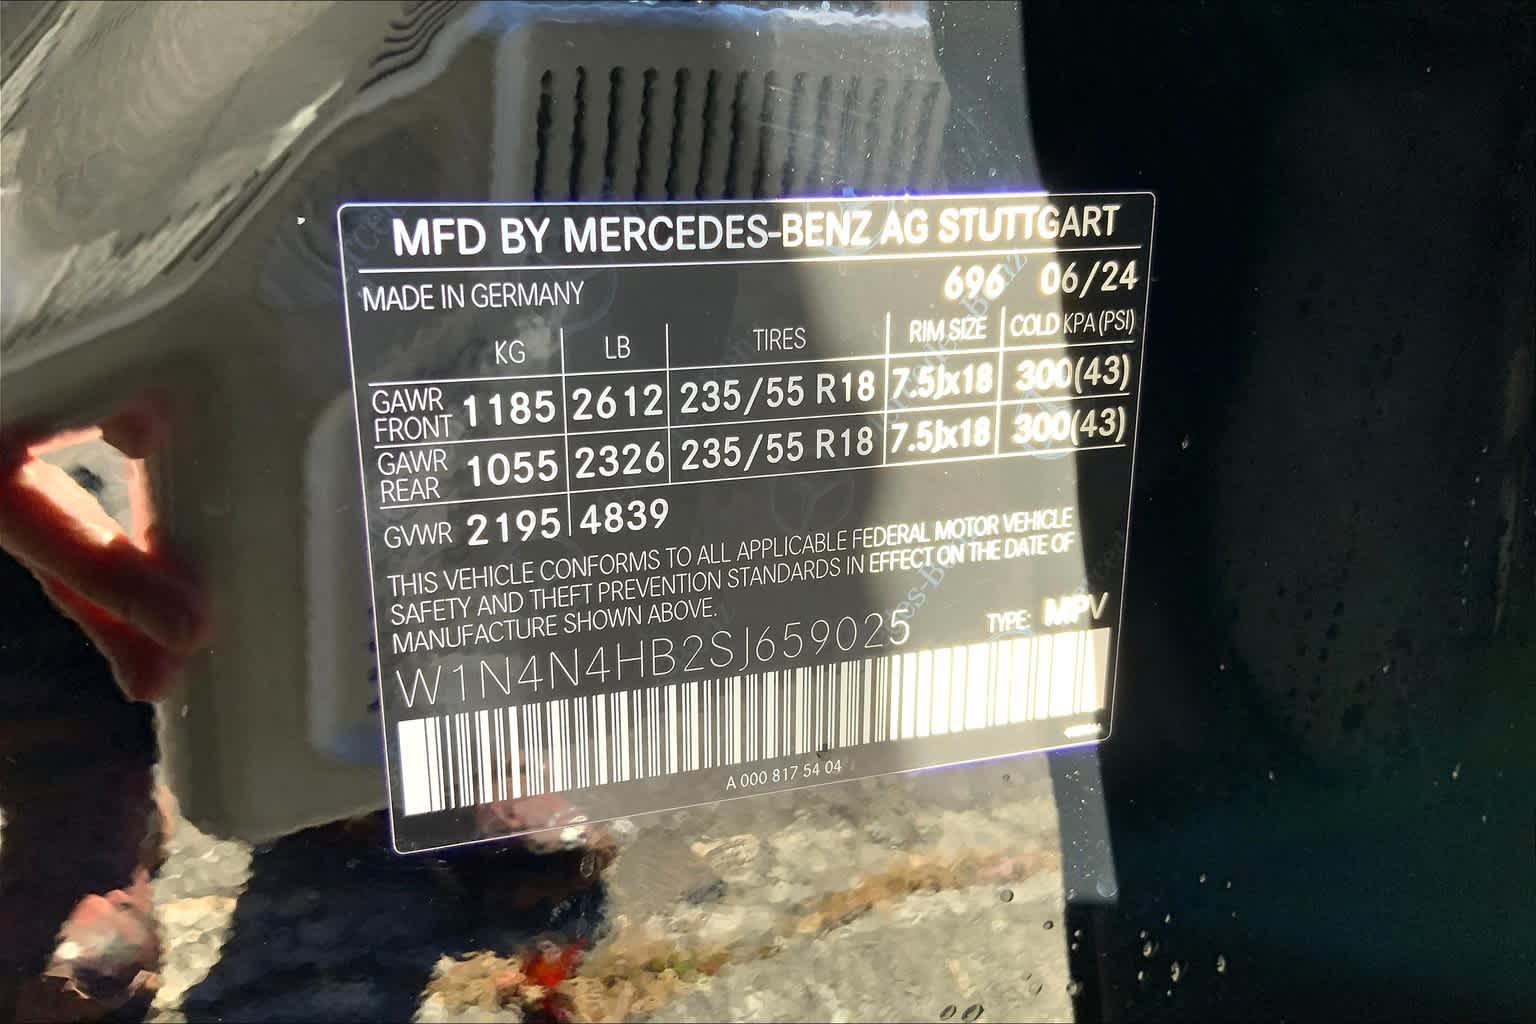 MFD BY MERCEDES-BENZ AG STUTTGART
MADE IN GERMANY 696 06/24
KG LB TIRES RIM SIZE COLD KPA (PSI)
GAWR FRONT 1185 2612 235/55 R18 7.5Jx18 300(43)
GAWR REAR 1055 2326 235/55 R18 7.5Jx18 300(43)
GVWR 2195 4839
THIS VEHICLE CONFORMS TO ALL APPLICABLE FEDERAL MOTOR VEHICLE
SAFETY AND THEFT PREVENTION STANDARDS IN EFFECT ON THE DATE OF
MANUFACTURE SHOWN ABOVE.
TYPE: MPV
W1N4N4HB2SJ659025
A 000 817 54 04